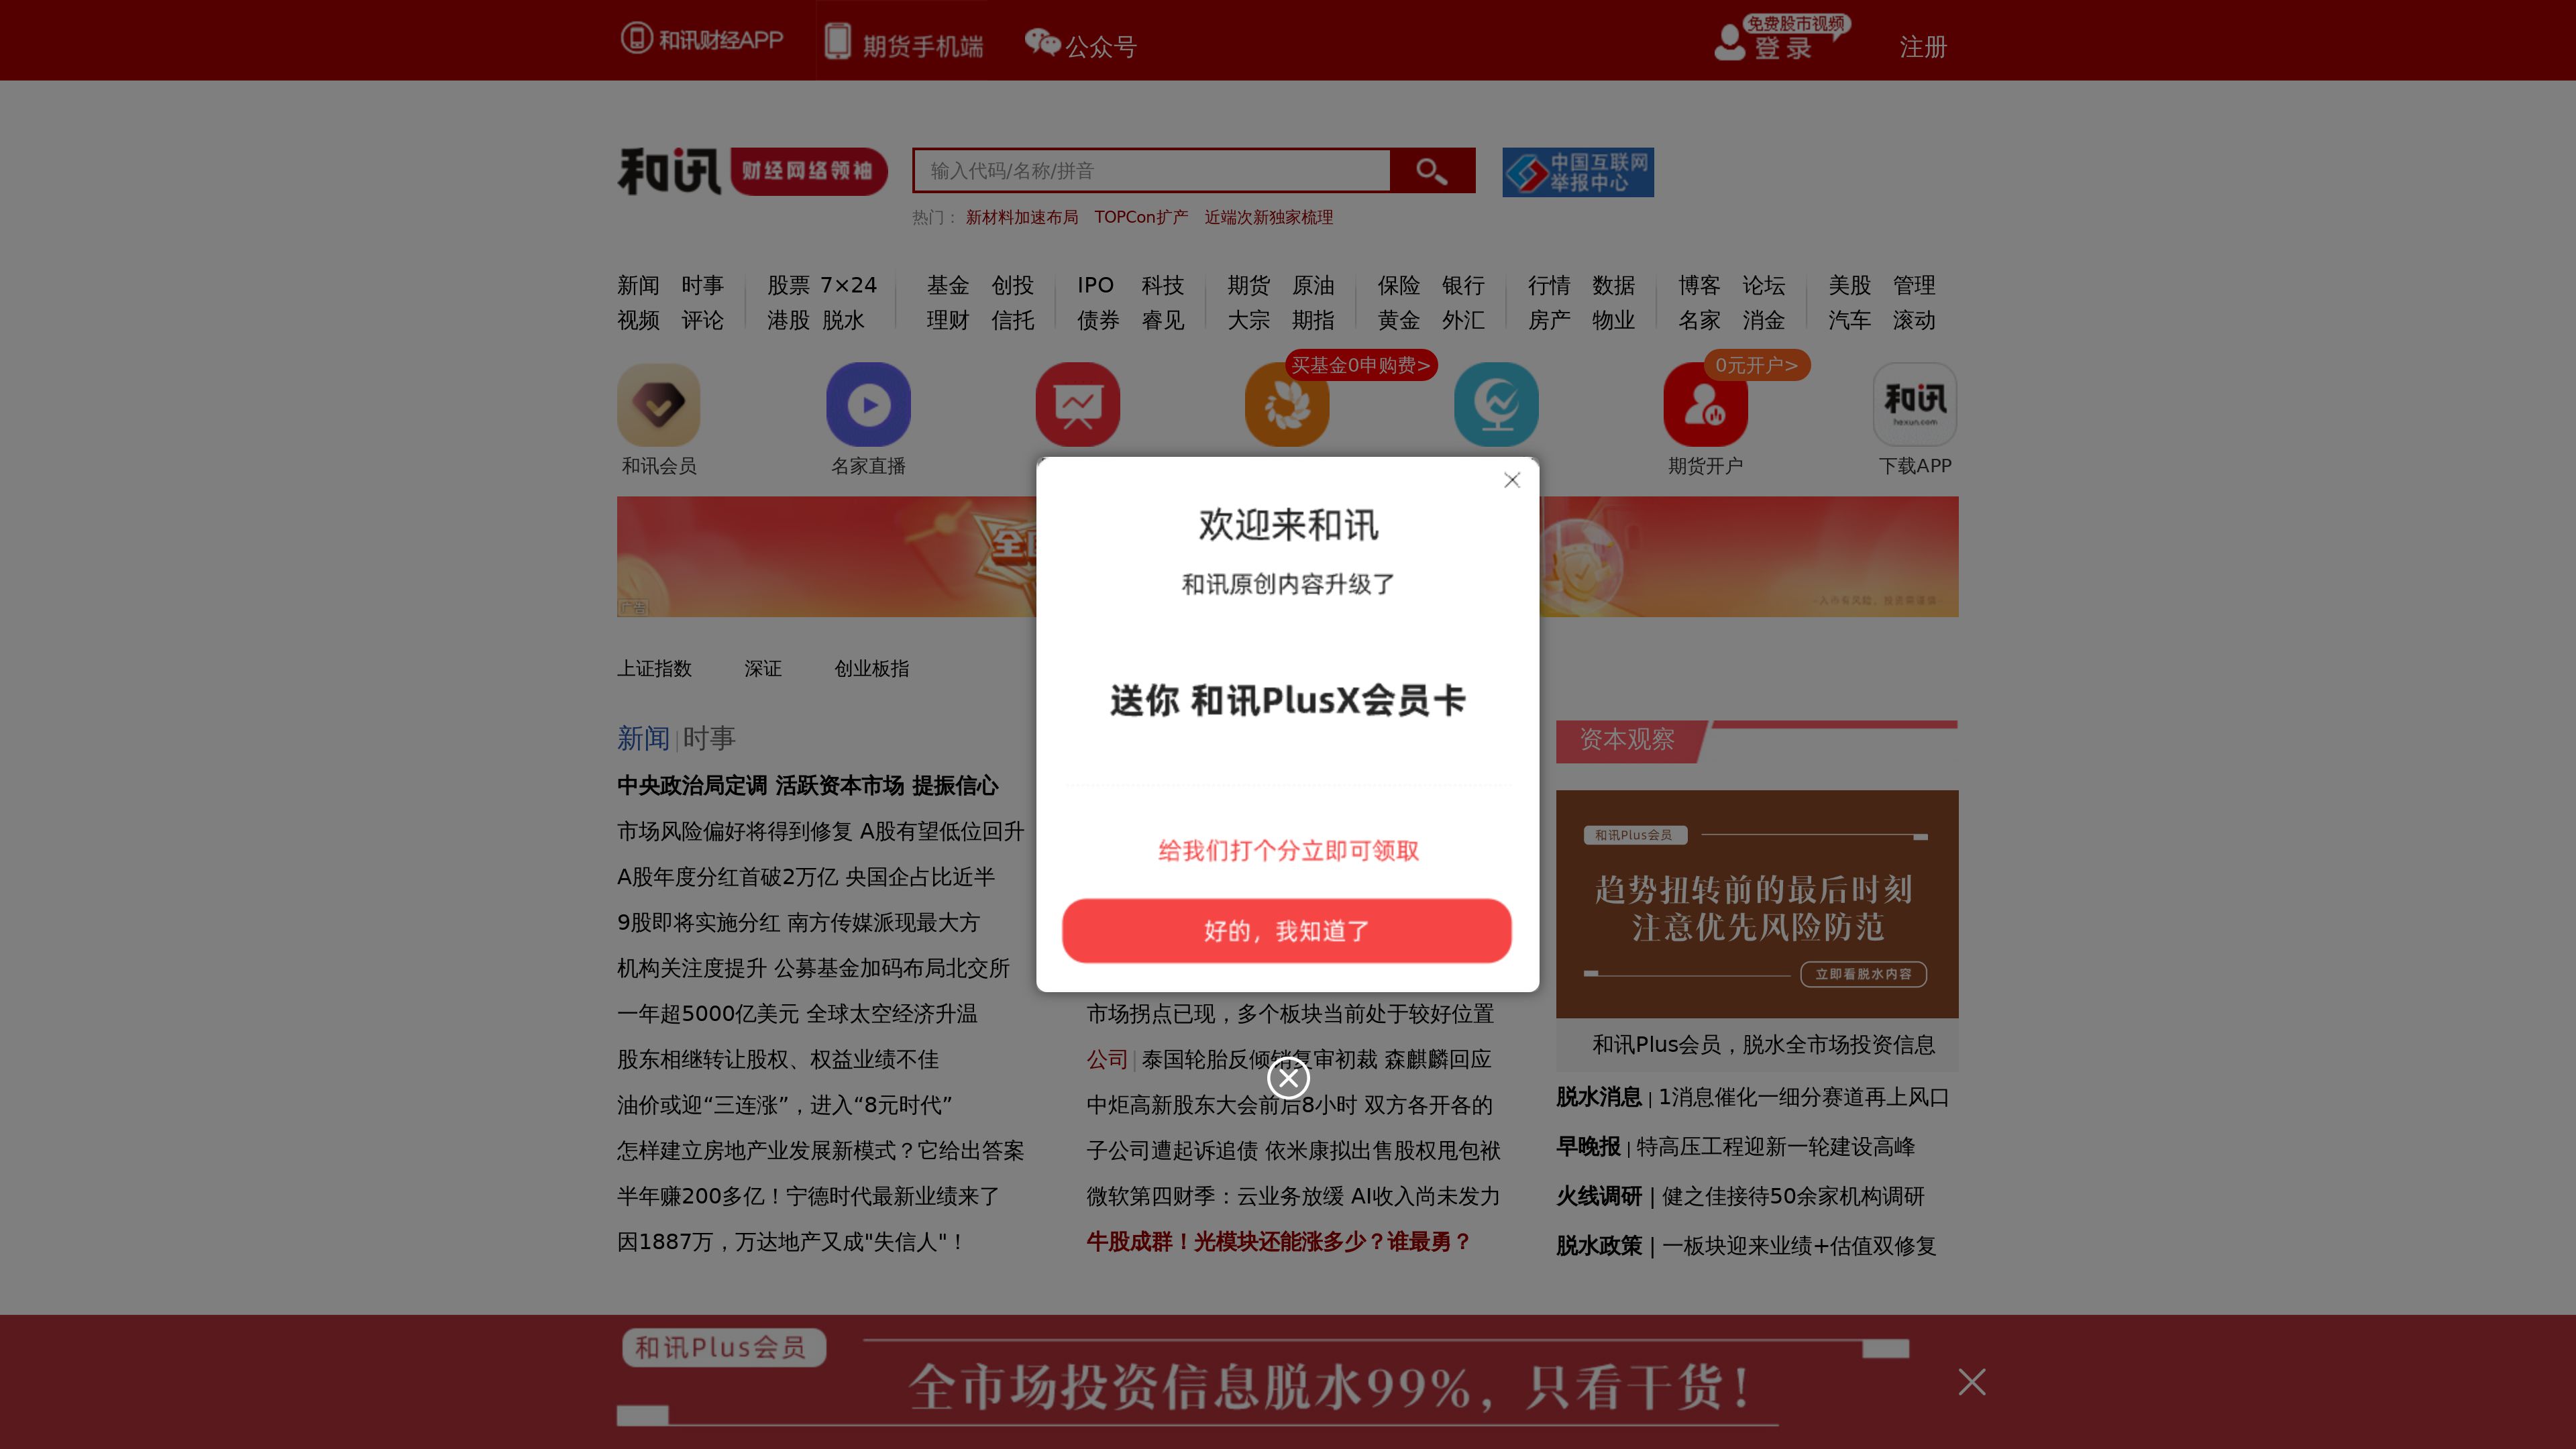 和讯财经APP 期货手机端 公众号 免费股市视频 登录 注册
和讯 财经网络领袖 输入代码/名称/拼音 中国互联网举报中心
热门： 新材料加速布局 TOPCon扩产 近端次新独家梳理
新闻 时事 股票 7×24 基金 创投 IPO 科技 期货 原油 保险 银行 行情 数据 博客 论坛 美股 管理
视频 评论 港股 脱水 理财 信托 债券 睿见 大宗 期指 黄金 外汇 房产 物业 名家 消金 汽车 滚动
买基金0申购费> 0元开户>
和讯
hexun.com
和讯会员 名家直播 期货开户 下载APP
广告
欢迎来和讯
和讯原创内容升级了
送你 和讯PlusX会员卡
给我们打个分立即可领取
好的，我知道了
上证指数 深证 创业板指
新闻|时事
中央政治局定调 活跃资本市场 提振信心
市场风险偏好将得到修复 A股有望低位回升
A股年度分红首破2万亿 央国企占比近半
9股即将实施分红 南方传媒派现最大方
机构关注度提升 公募基金加码布局北交所
一年超5000亿美元 全球太空经济升温
股东相继转让股权、权益业绩不佳
油价或迎“三连涨”，进入“8元时代”
怎样建立房地产业发展新模式？它给出答案
半年赚200多亿！宁德时代最新业绩来了
因1887万，万达地产又成"失信人"！
市场拐点已现，多个板块当前处于较好位置
公司|泰国轮胎反倾销复审初裁 森麒麟回应
中炬高新股东大会前后8小时 双方各开各的
子公司遭起诉追债 依米康拟出售股权甩包袱
微软第四财季：云业务放缓 AI收入尚未发力
牛股成群！光模块还能涨多少？谁最勇？
资本观察
和讯Plus会员
趋势扭转前的最后时刻
注意优先风险防范
立即看脱水内容
和讯Plus会员，脱水全市场投资信息
脱水消息 | 1消息催化一细分赛道再上风口
早晚报 | 特高压工程迎新一轮建设高峰
火线调研 | 健之佳接待50余家机构调研
脱水政策 | 一板块迎来业绩+估值双修复
和讯Plus会员
全市场投资信息脱水99%，只看干货！